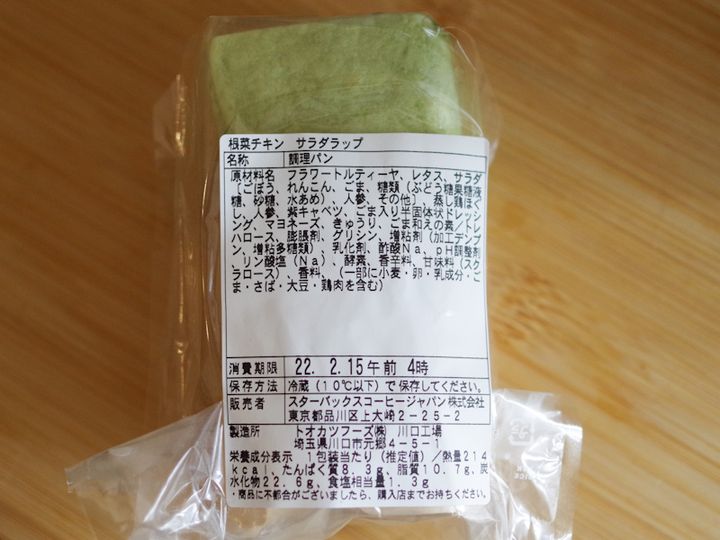 根菜チキン サラダラップ
名称 調理パン
原材料名 フラワートルティーヤ、レタス、サラダ
〔ごぼう、れんこん、ごま、糖類（ぶどう糖果糖液
糖、砂糖、水あめ）、人参、その他〕蒸し鶏ほぐ
し、人参、紫キャベツ、ごま入り半固体状ドレッシ
ング、マヨネーズ、きゅうり、ごま和えの素／トレ
ハロース、膨脹剤、グリシン、増粘剤（加工デンプ
ン、増粘多糖類）、乳化剤、酢酸Ｎａ、ｐＨ調整剤
、リン酸塩（Ｎａ）、酵素、香辛料、甘味料（スク
ラロース）、香料、（一部に小麦・卵・乳成分・ご
ま・さば・大豆・鶏肉を含む）
消費期限 22. 2.15午前 4時
保存方法 冷蔵（１０℃以下）で保存してください。
販売者 スターバックスコーヒージャパン株式会社
東京都品川区上大崎２－２５－２
製造所 トオカツフーズ㈱ 川口工場
埼玉県川口市元郷４－５－１
栄養成分表示 １包装当たり（推定値）／熱量２１４
ｋｃａｌ、たんぱく質８．３ｇ、脂質１０．７ｇ、炭
水化物２２．６ｇ、食塩相当量１．３ｇ
・商品に不都合がございましたら、購入店までお持ちください。